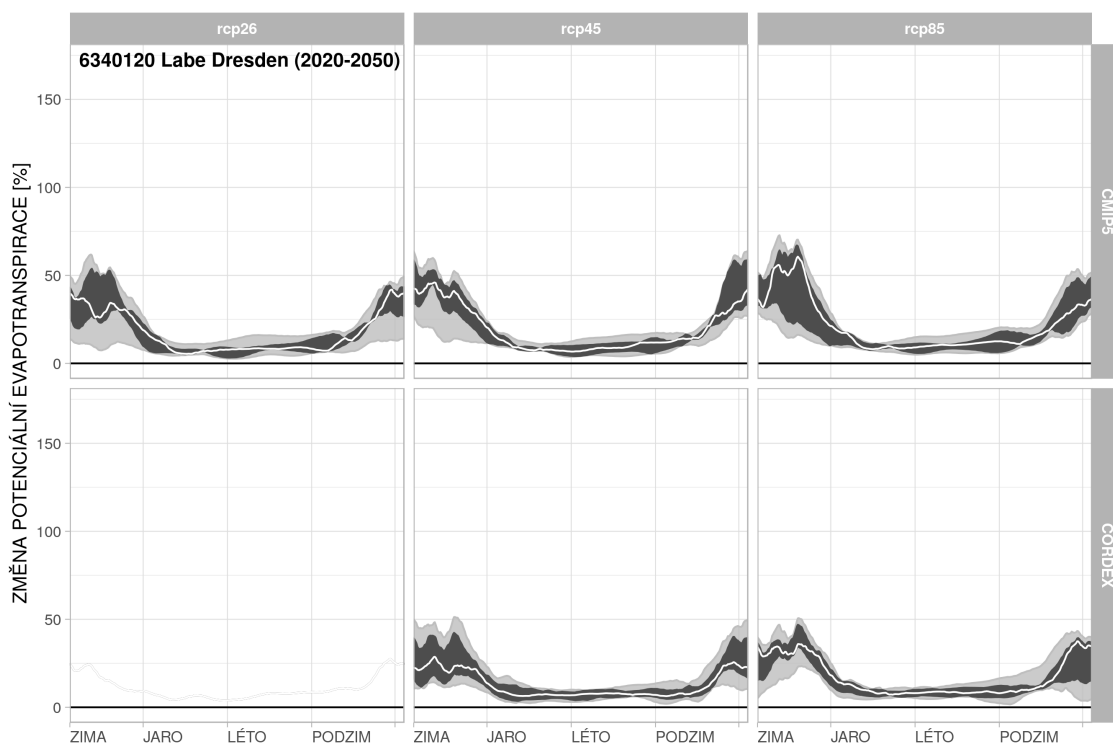 rcp26 rcp45 rcp85
6340120 Labe Dresden (2020-2050)
ZMĚNA POTENCIÁLNÍ EVAPOTRANSPIRACE [%]
150
100
50
0
CMIP5
150
100
50
0
CORDEX
ZIMA JARO LÉTO PODZIM ZIMA JARO LÉTO PODZIM ZIMA JARO LÉTO PODZIM